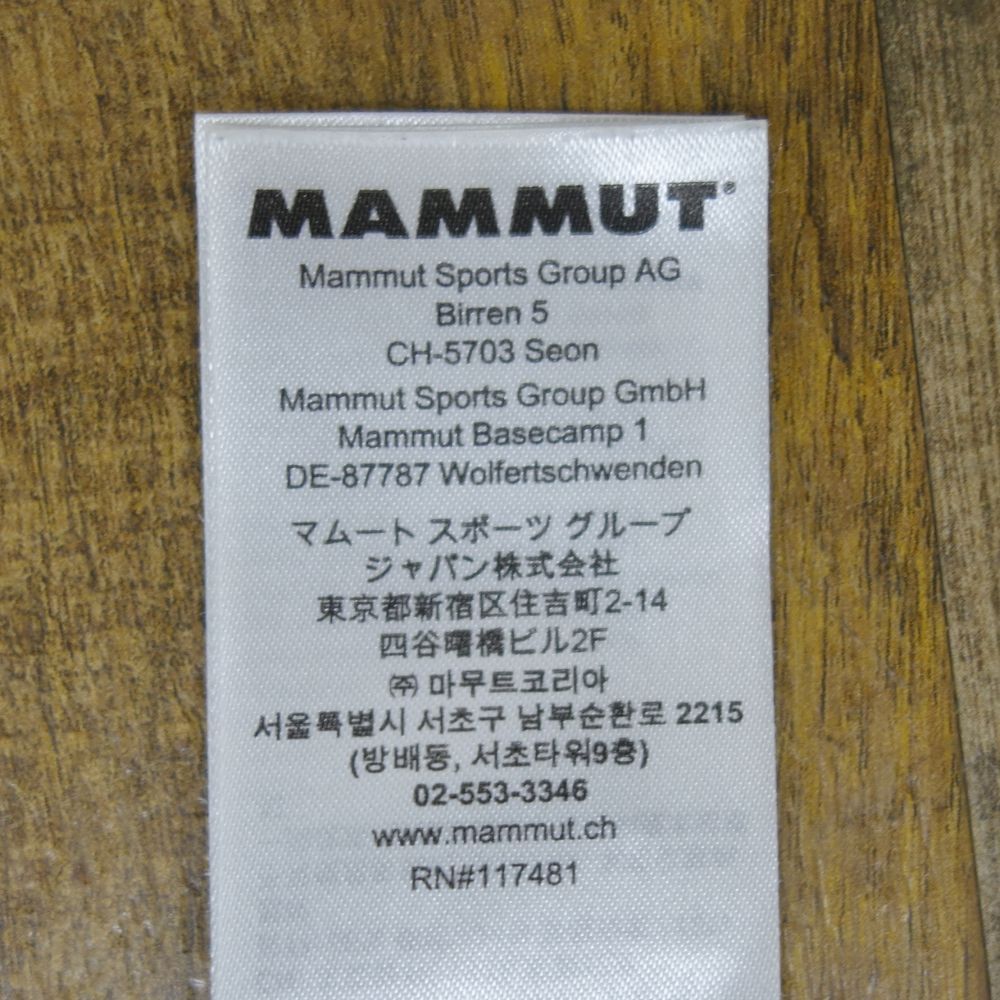 MAMMUT®
Mammut Sports Group AG
Birren 5
CH-5703 Seon
Mammut Sports Group GmbH
Mammut Basecamp 1
DE-87787 Wolfertschwenden
マムート スポーツ グループ
ジャパン株式会社
東京都新宿区住吉町2-14
四谷曙橋ビル2F
㈜ 마무트코리아
서울특별시 서초구 남부순환로 2215
(방배동, 서초타워9층)
02-553-3346
www.mammut.ch
RN#117481